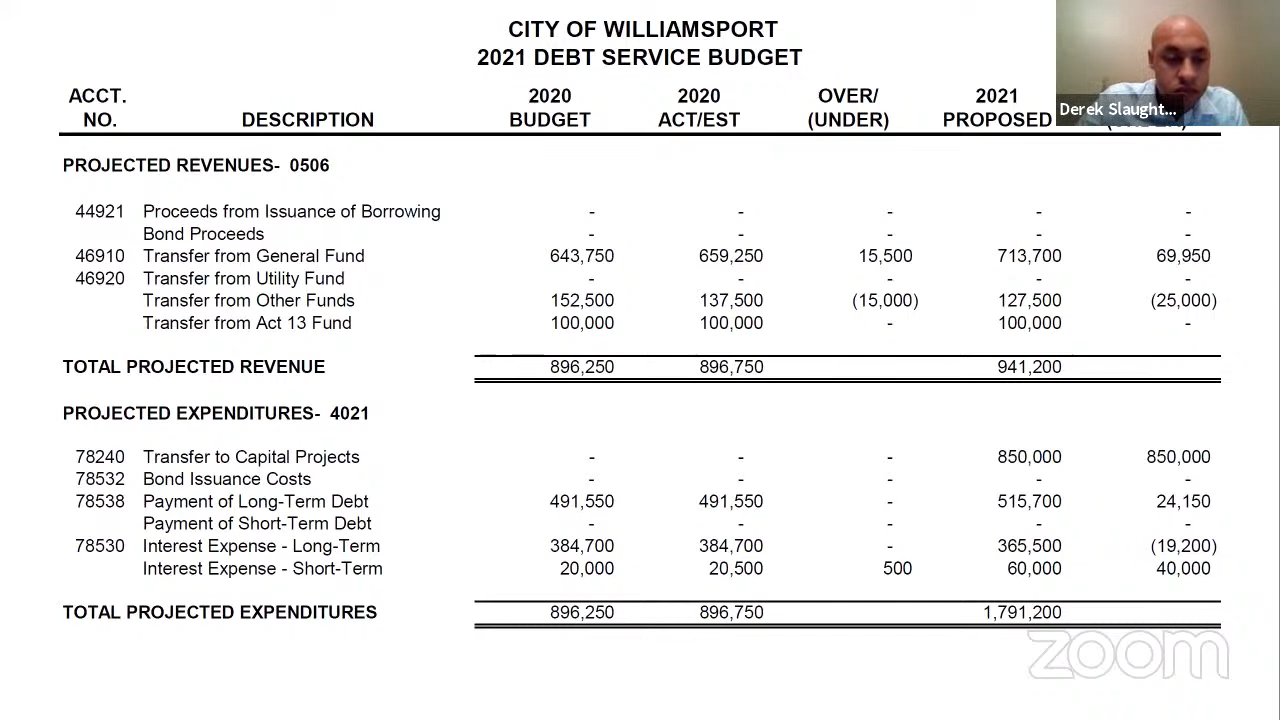 CITY OF WILLIAMSPORT
2021 DEBT SERVICE BUDGET
ACCT. 2020 2020 OVER/ 2021
NO. DESCRIPTION BUDGET ACT/EST (UNDER) PROPOSED
Derek Slaught...
PROJECTED REVENUES- 0506
44921 Proceeds from Issuance of Borrowing - - - - -
Bond Proceeds - - - - -
46910 Transfer from General Fund 643,750 659,250 15,500 713,700 69,950
46920 Transfer from Utility Fund - - - - -
Transfer from Other Funds 152,500 137,500 (15,000) 127,500 (25,000)
Transfer from Act 13 Fund 100,000 100,000 - 100,000 -
TOTAL PROJECTED REVENUE 896,250 896,750 941,200
PROJECTED EXPENDITURES- 4021
78240 Transfer to Capital Projects - - - 850,000 850,000
78532 Bond Issuance Costs - - - - -
78538 Payment of Long-Term Debt 491,550 491,550 - 515,700 24,150
Payment of Short-Term Debt - - - - -
78530 Interest Expense - Long-Term 384,700 384,700 - 365,500 (19,200)
Interest Expense - Short-Term 20,000 20,500 500 60,000 40,000
TOTAL PROJECTED EXPENDITURES 896,250 896,750 1,791,200
zoom